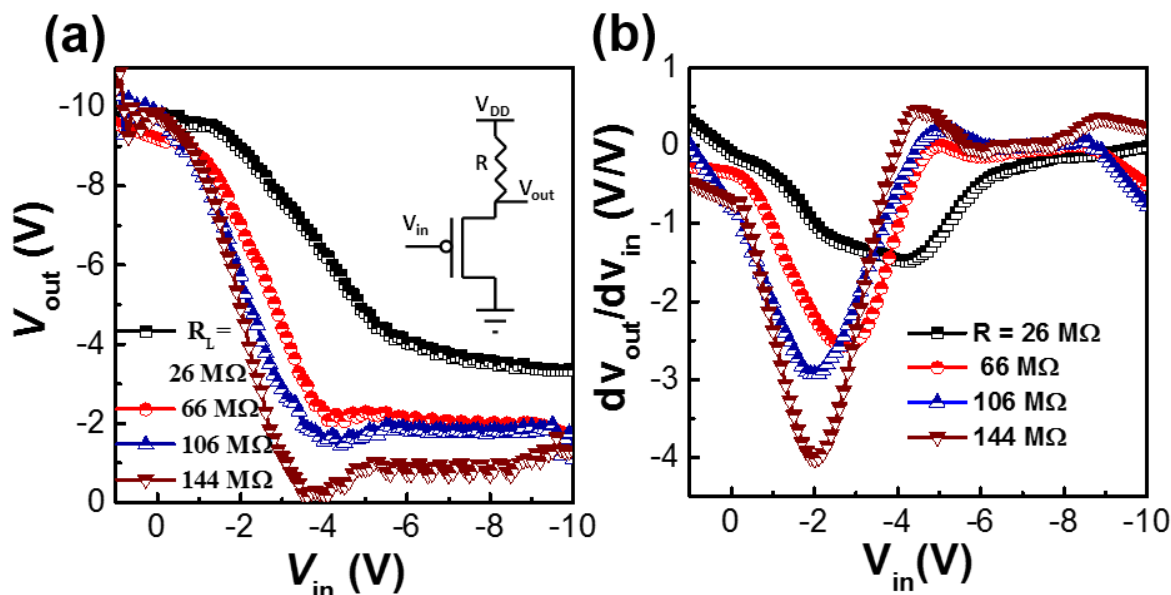 (a)
V_out (V)
-10
-8
-6
-4
-2
0
0 -2 -4 -6 -8 -10
V_in (V)
R_L =
26 MΩ
66 MΩ
106 MΩ
144 MΩ
V_DD
R
V_out
V_in
(b)
dv_out/dv_in (V/V)
1
0
-1
-2
-3
-4
0 -2 -4 -6 -8 -10
V_in(V)
R = 26 MΩ
66 MΩ
106 MΩ
144 MΩ